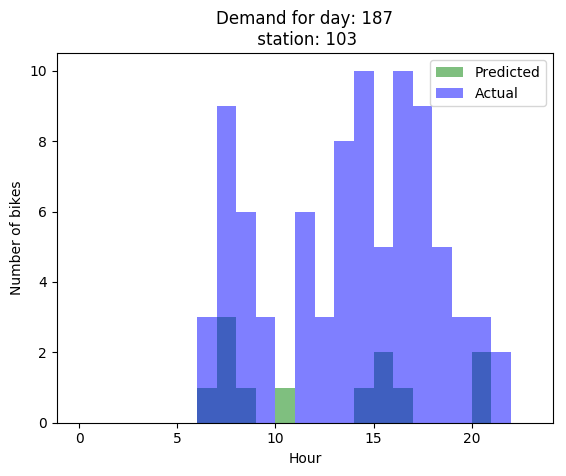 Demand for day: 187
station: 103
Predicted
Actual
Number of bikes
10
8
6
4
2
0
0
5
10
15
20
Hour